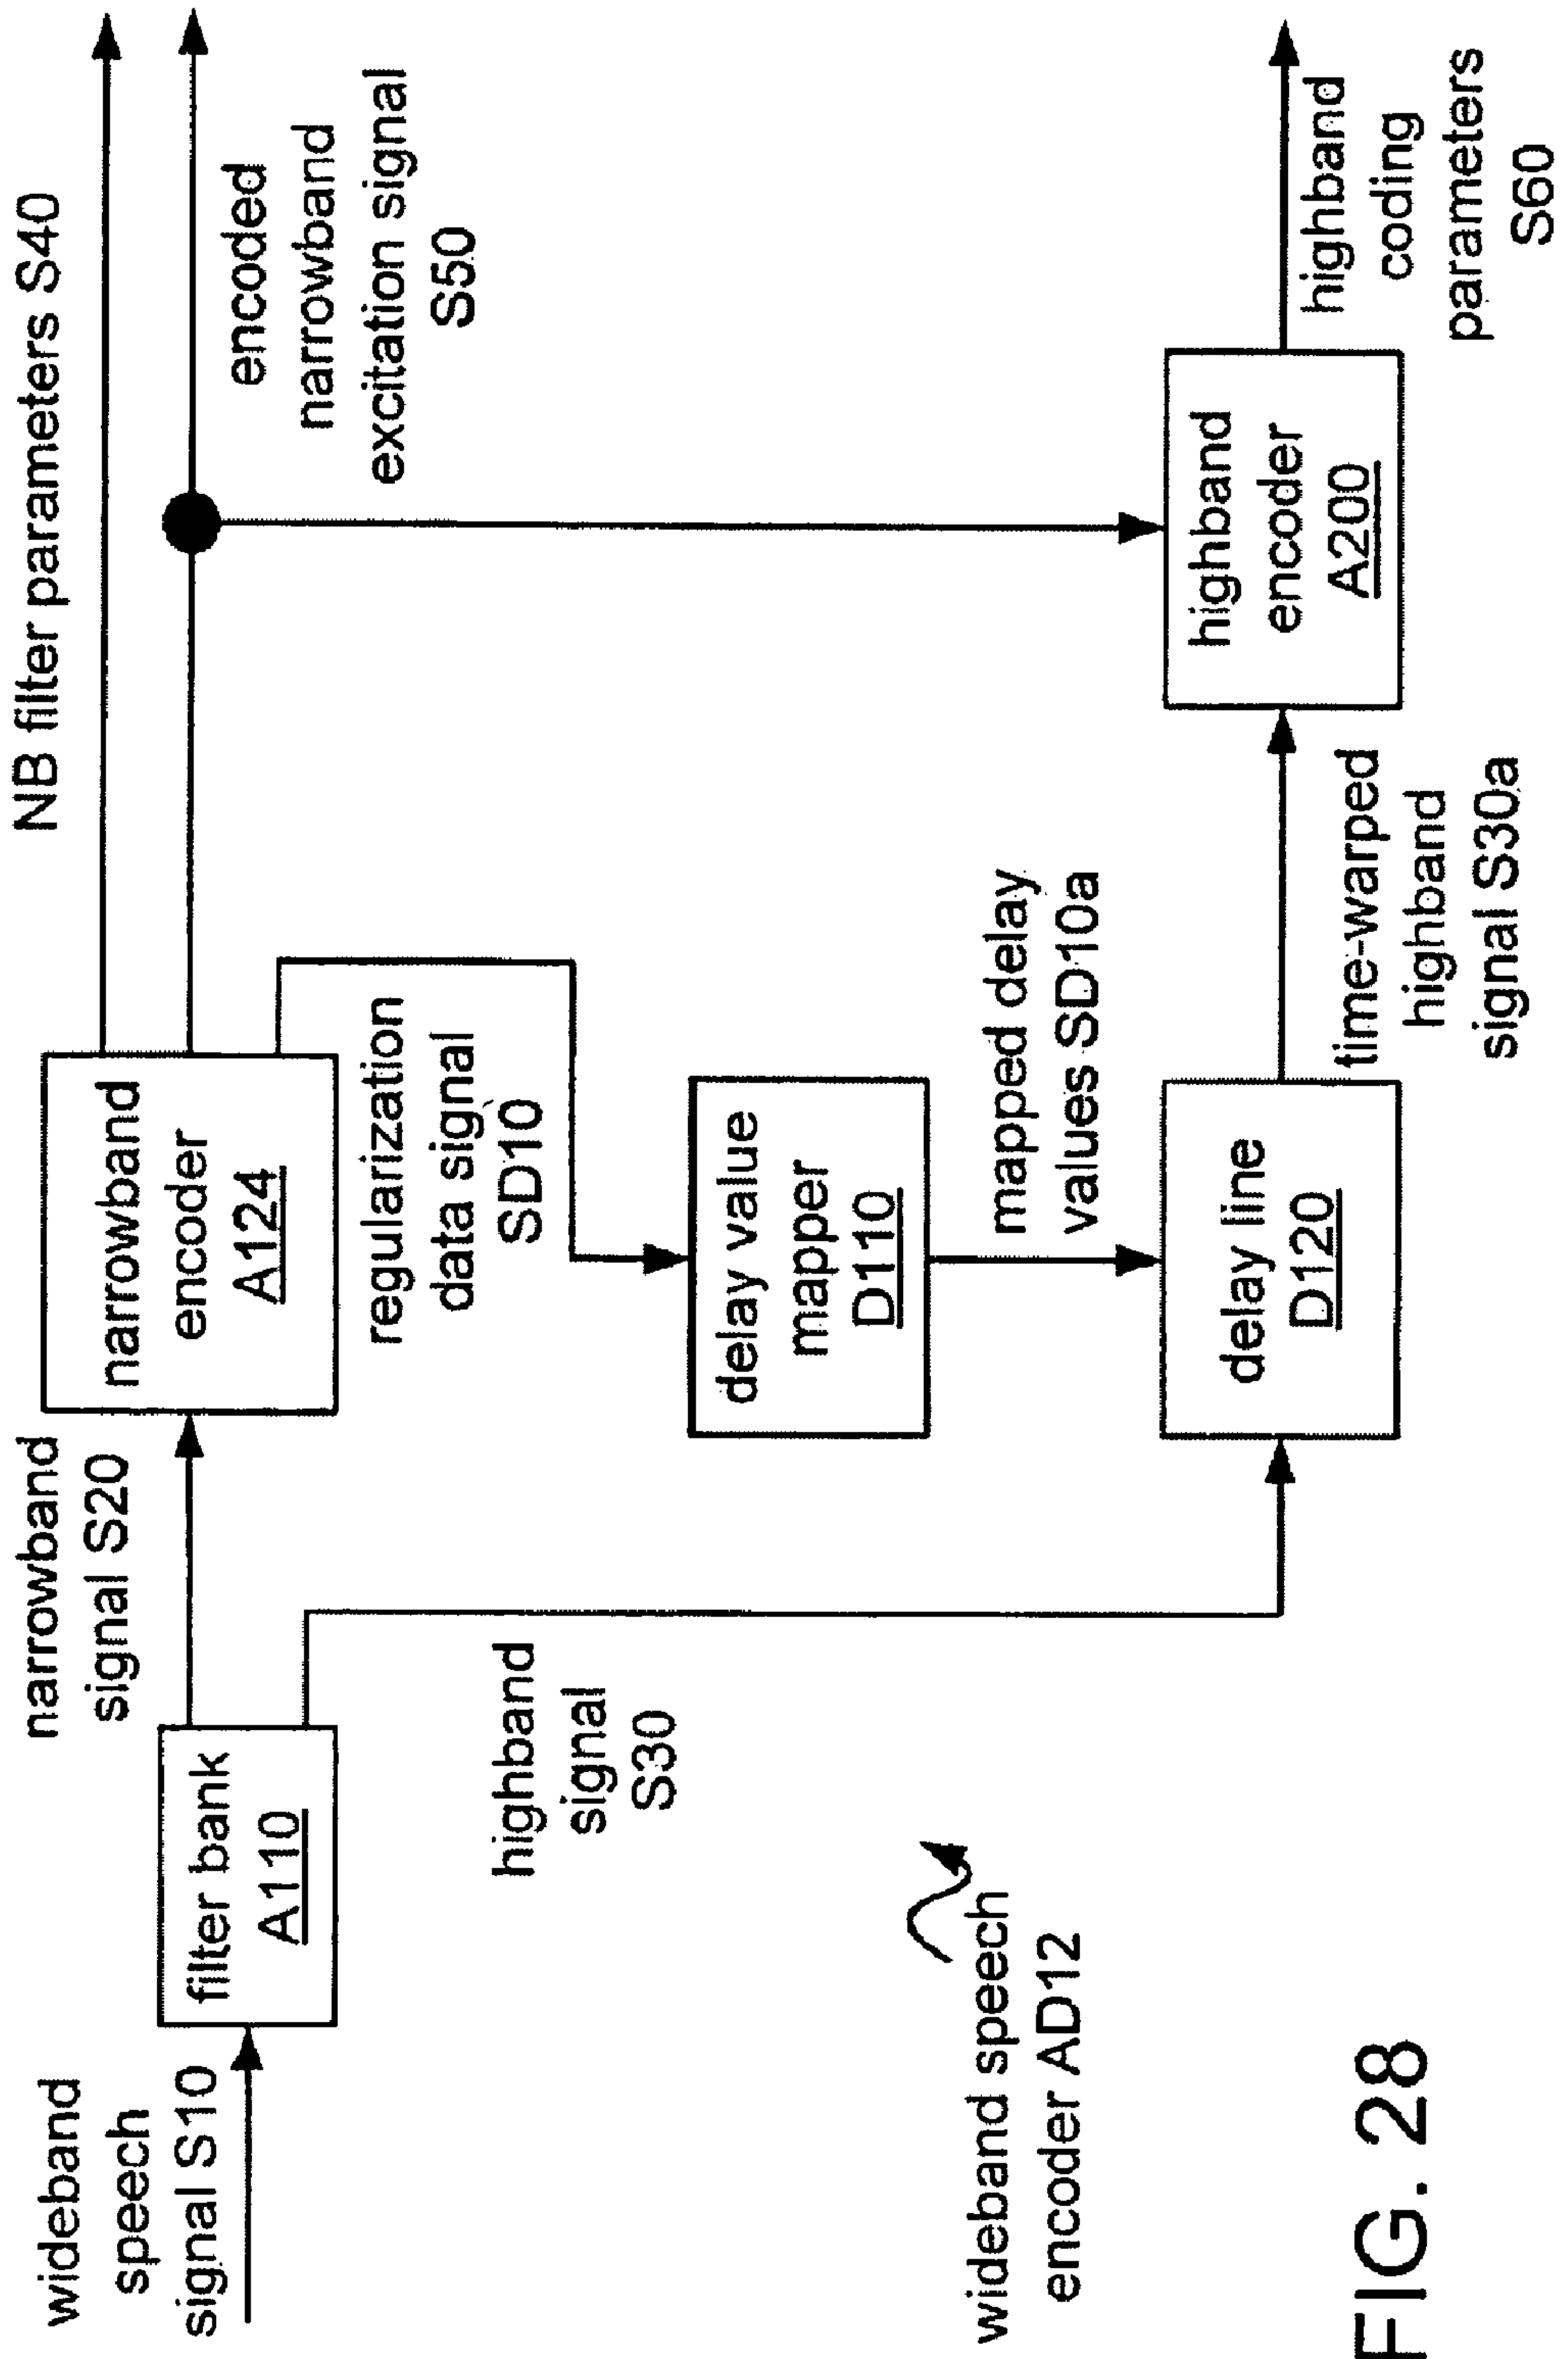 wideband
speech
signal S10
filter bank
A110
narrowband
signal S20
highband
signal
S30
narrowband
encoder
A124
NB filter parameters S40
encoded
narrowband
excitation signal
S50
regularization
data signal
SD10
delay value
mapper
D110
mapped delay
values SD10a
delay line
D120
time-warped
highband
signal S30a
highband
encoder
A200
highband
coding
parameters
S60
wideband speech
encoder AD12
FIG. 28